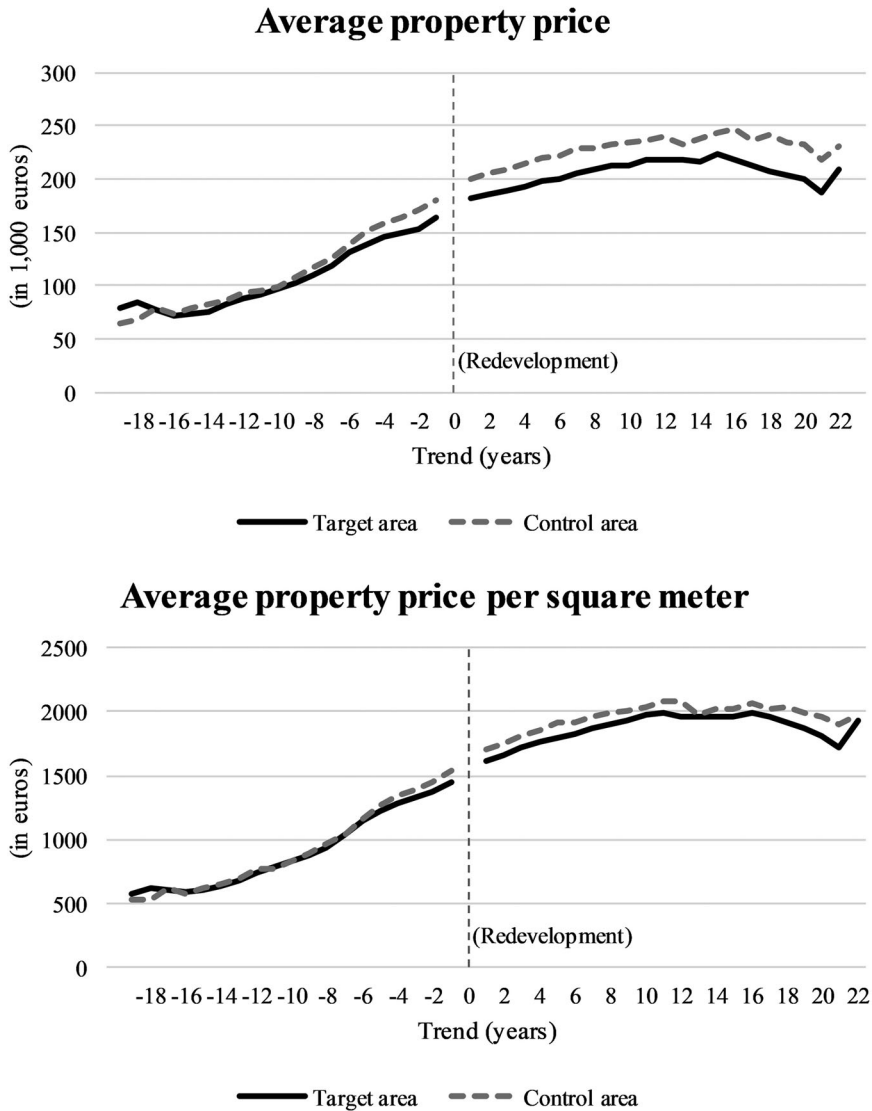 Average property price
300
250
200
150
100
50
0
(in 1,000 euros)
(Redevelopment)
-18 -16 -14 -12 -10 -8 -6 -4 -2 0 2 4 6 8 10 12 14 16 18 20 22
Trend (years)
Target area Control area
Average property price per square meter
2500
2000
1500
1000
500
0
(in euros)
(Redevelopment)
-18 -16 -14 -12 -10 -8 -6 -4 -2 0 2 4 6 8 10 12 14 16 18 20 22
Trend (years)
Target area Control area